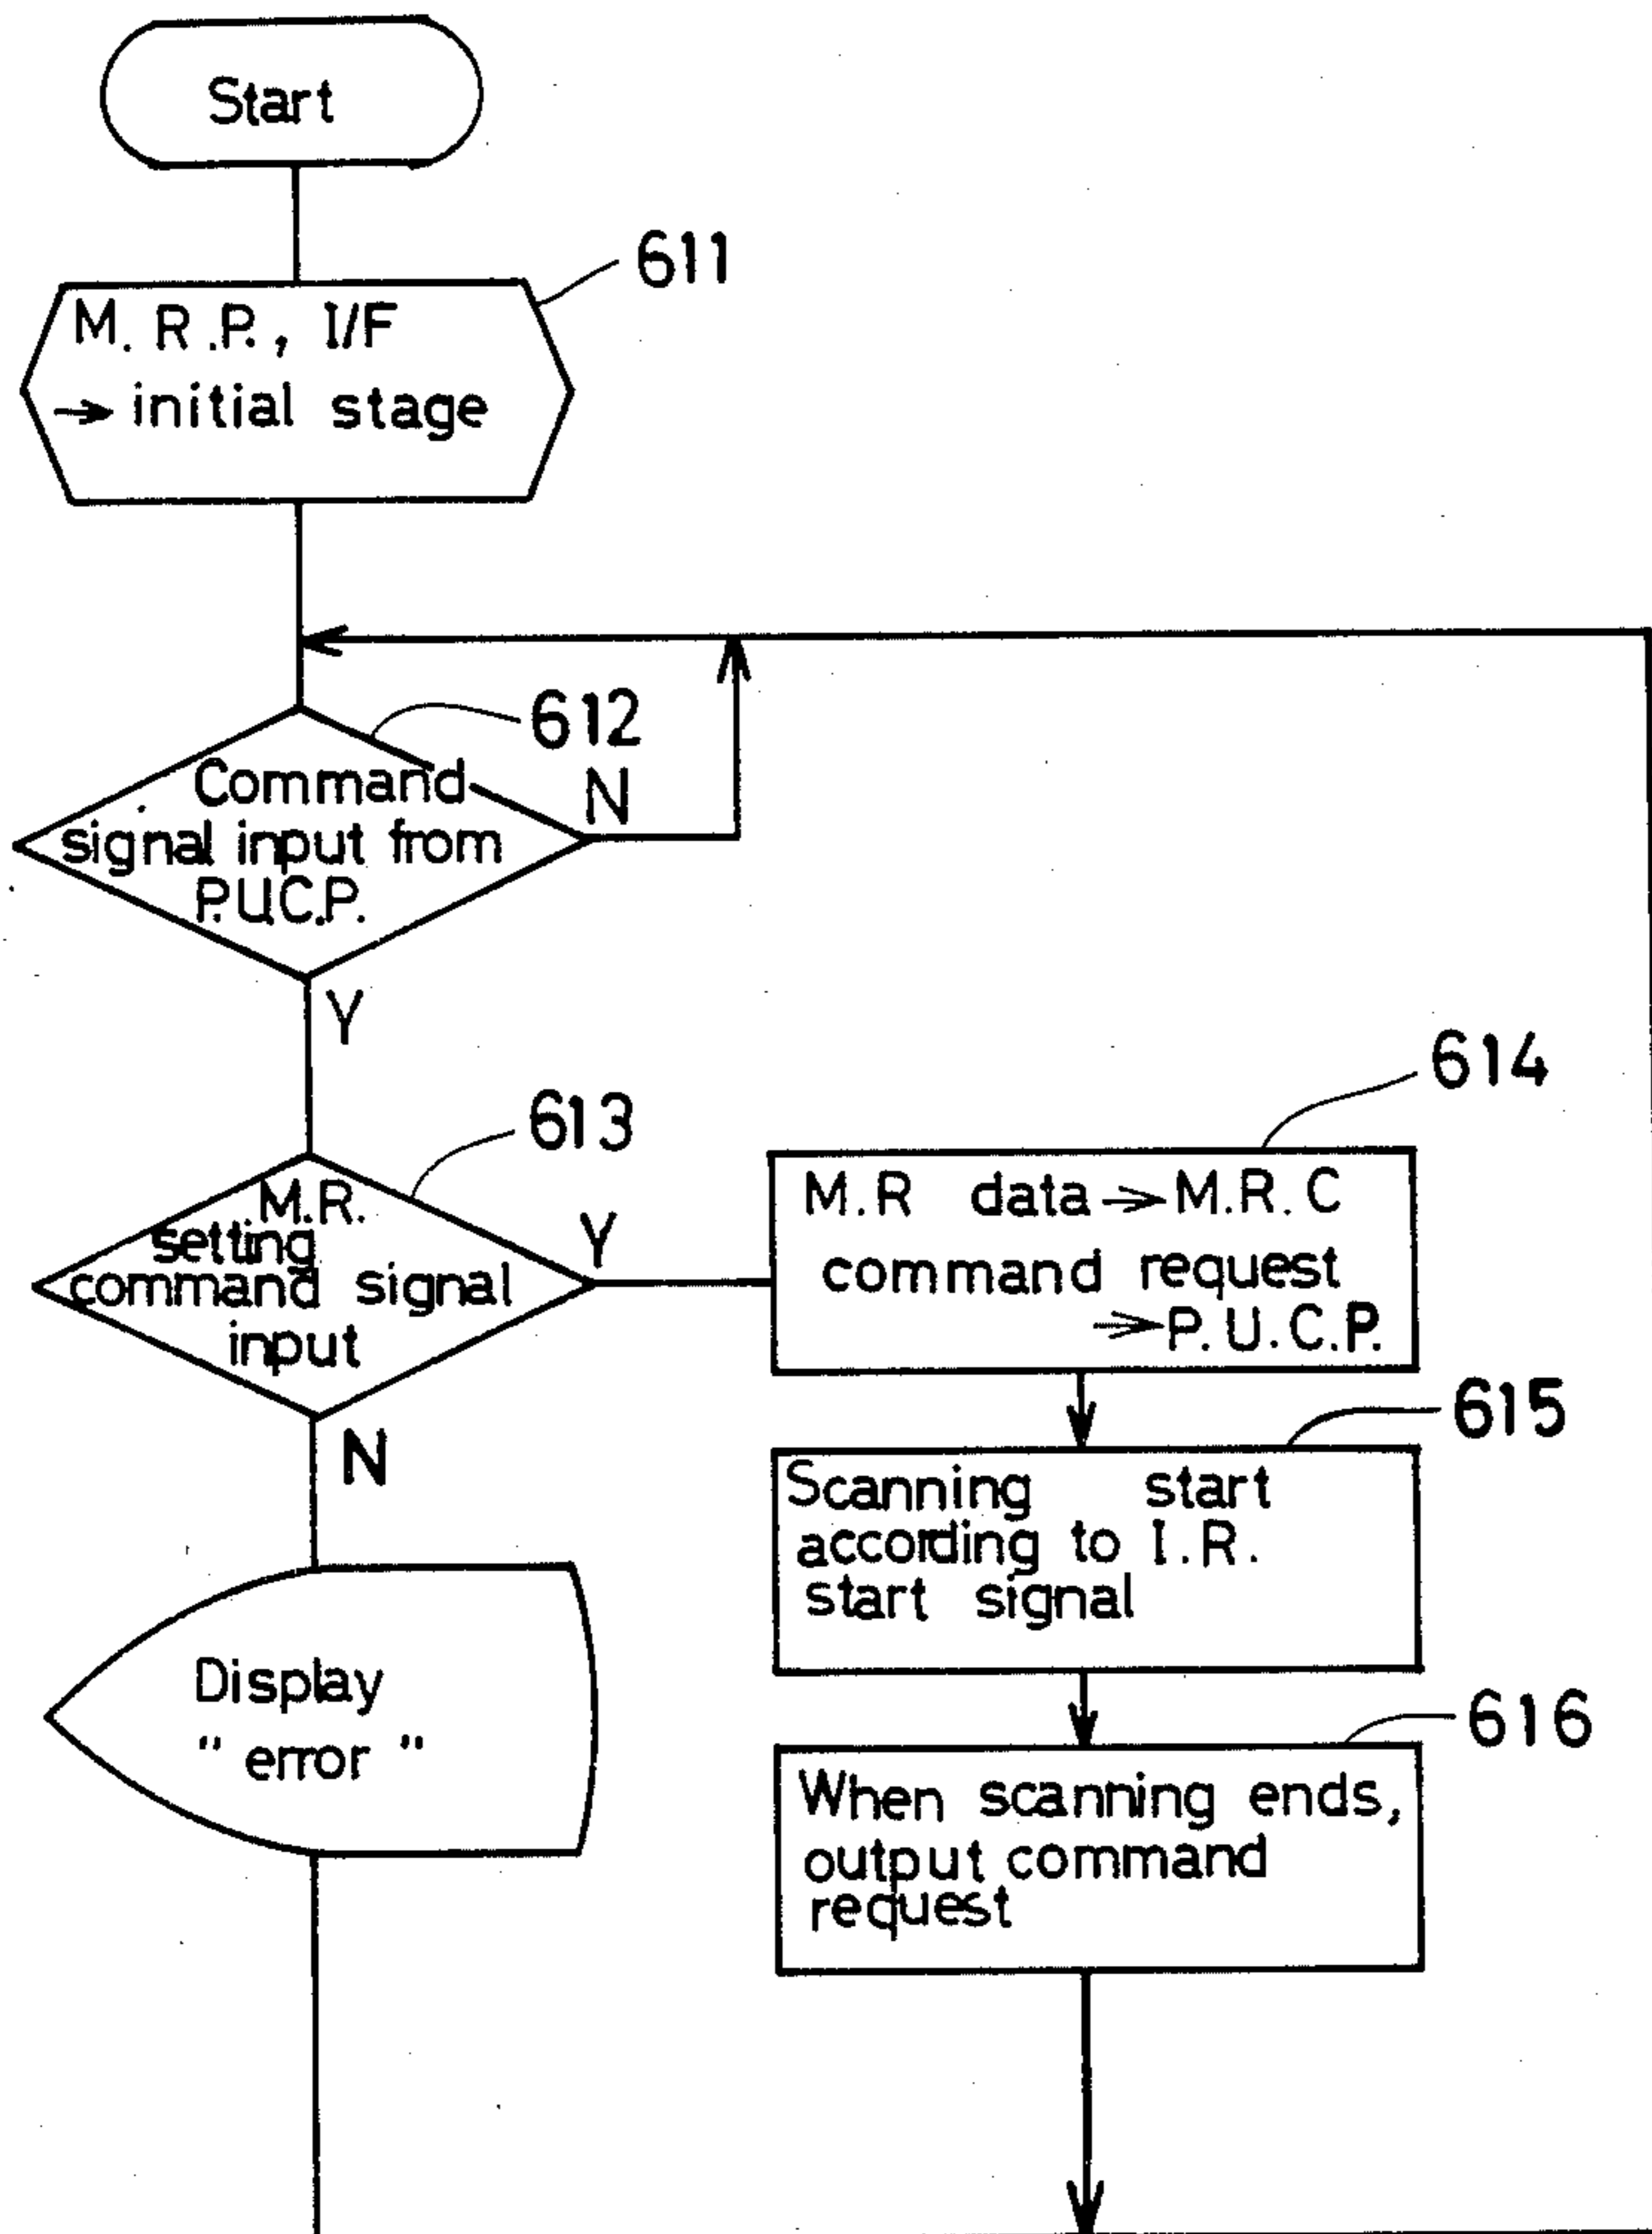 Start
611
M. R. P., I/F
→ initial stage
612
Command
signal input from
P.U.C.P.
N
Y
613
M.R.
setting
command signal
input
Y
N
614
M.R data → M.R.C
command request
→ P.U.C.P.
615
Scanning start
according to I.R.
start signal
616
When scanning ends,
output command
request
Display
" error "